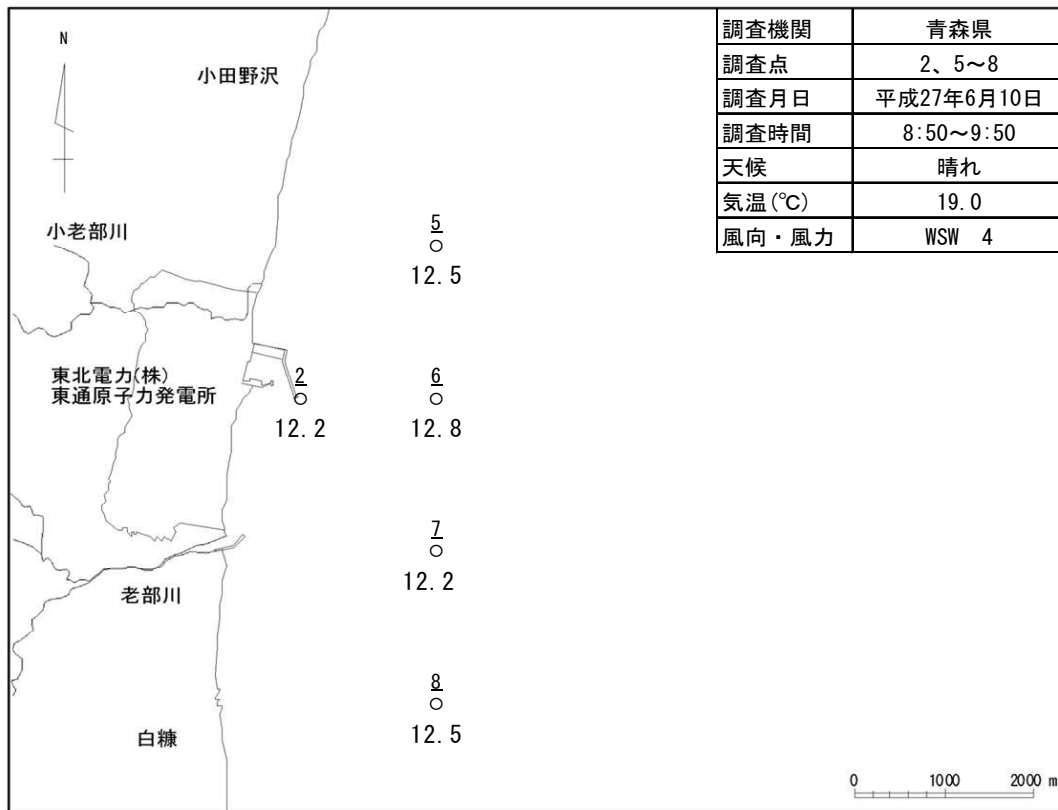 調査機関 青森県
調査点 2、5～8
調査月日 平成27年6月10日
調査時間 8:50～9:50
天候 晴れ
気温(℃) 19.0
風向・風力 WSW 4
N
小田野沢
小老部川
5
12.5
東北電力(株)
東通原子力発電所
2
12.2
6
12.8
7
12.2
老部川
8
12.5
白糠
0 1000 2000 m